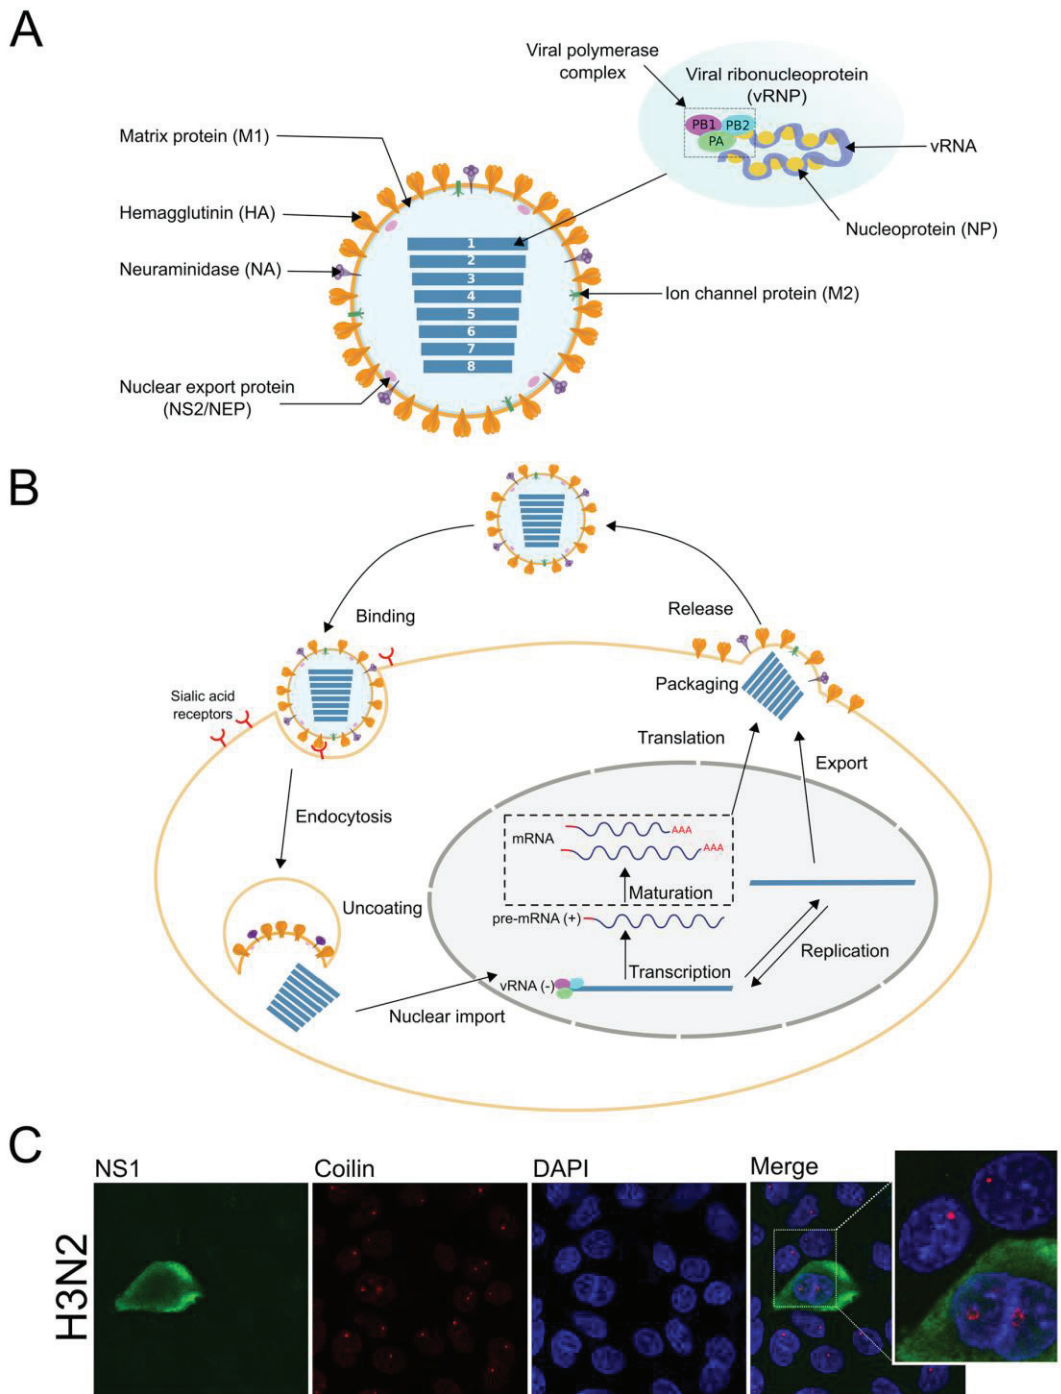 A
Viral polymerase
complex
Viral ribonucleoprotein
(vRNP)
PB1
PB2
PA
vRNA
Nucleoprotein (NP)
Matrix protein (M1)
Hemagglutinin (HA)
Neuraminidase (NA)
Ion channel protein (M2)
Nuclear export protein
(NS2/NEP)
1
2
3
4
5
6
7
8
B
Binding
Release
Sialic acid
receptors
Packaging
Translation
Export
Endocytosis
mRNA
AAA
AAA
Maturation
Uncoating
pre-mRNA (+)
Replication
Transcription
vRNA (-)
Nuclear import
C
NS1
Coilin
DAPI
Merge
H3N2